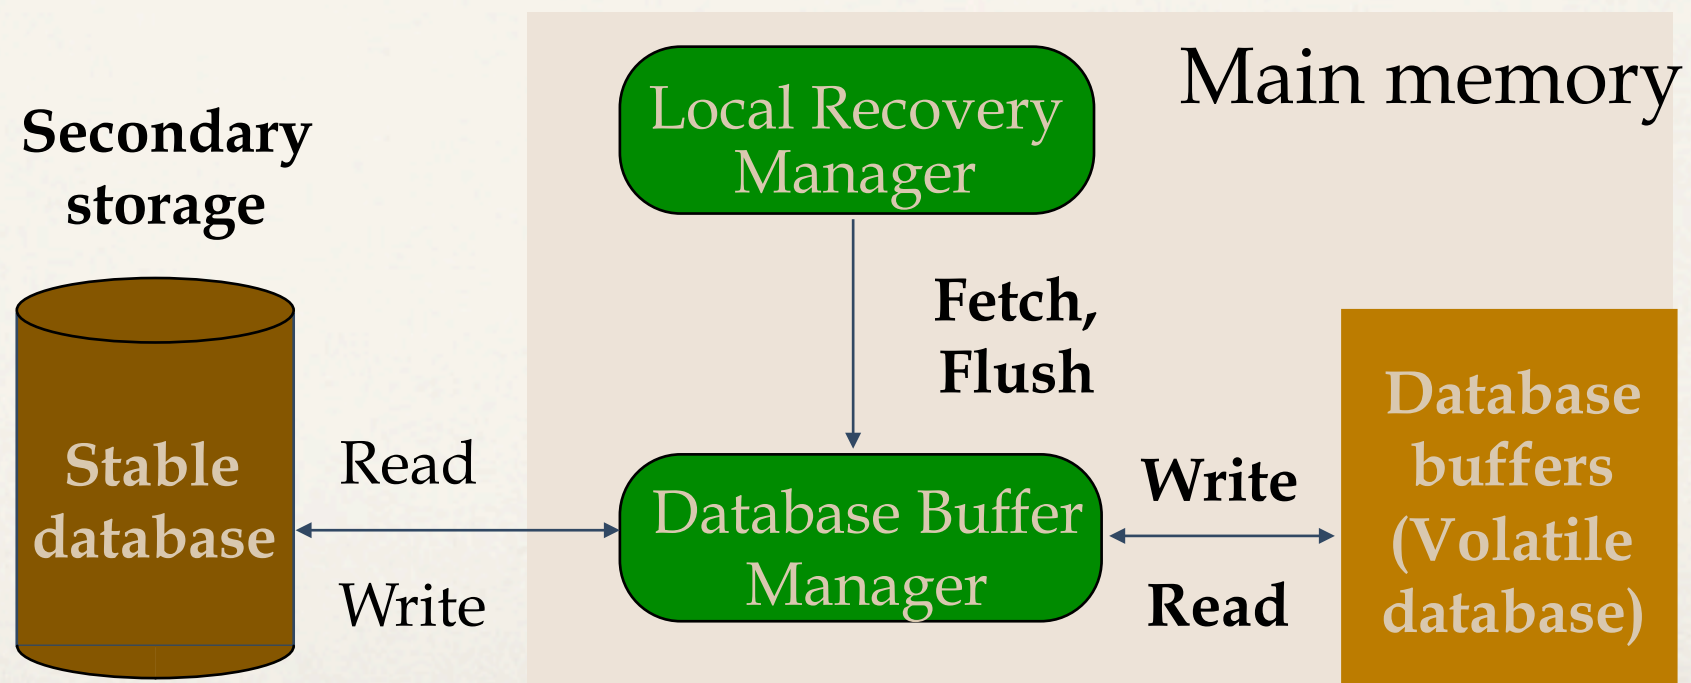 Main memory
Local Recovery
Manager
Secondary
storage
Fetch,
Flush
Stable
database
Read
Write
Database Buffer
Manager
Write
Read
Database
buffers
(Volatile
database)